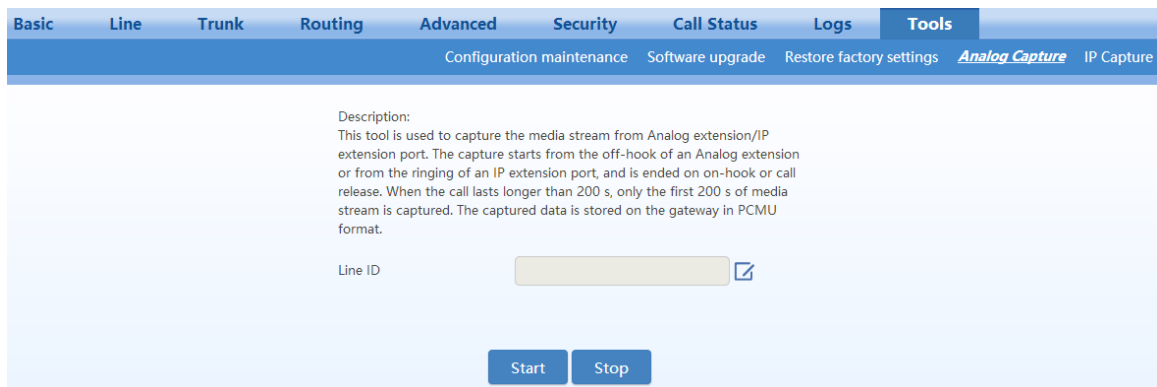 Basic Line Trunk Routing Advanced Security Call Status Logs Tools
Configuration maintenance Software upgrade Restore factory settings Analog Capture IP Capture
Description:
This tool is used to capture the media stream from Analog extension/IP
extension port. The capture starts from the off-hook of an Analog extension
or from the ringing of an IP extension port, and is ended on on-hook or call
release. When the call lasts longer than 200 s, only the first 200 s of media
stream is captured. The captured data is stored on the gateway in PCMU
format.
Line ID
Start Stop